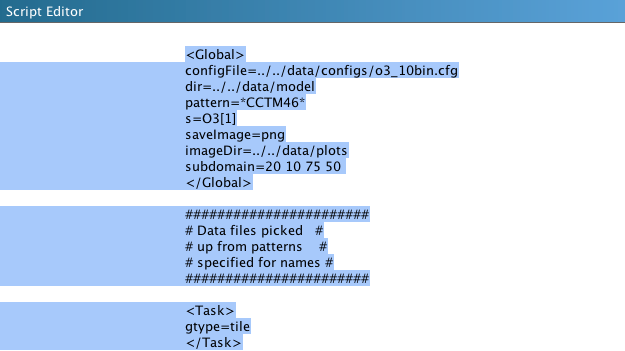 Script Editor
<Global>
configFile=../../data/configs/o3_10bin.cfg
dir=../../data/model
pattern=*CCTM46*
s=O3[1]
saveImage=png
imageDir=../../data/plots
subdomain=20 10 75 50
</Global>
#######################
# Data files picked   #
# up from patterns    #
# specified for names #
#######################
<Task>
gtype=tile
</Task>